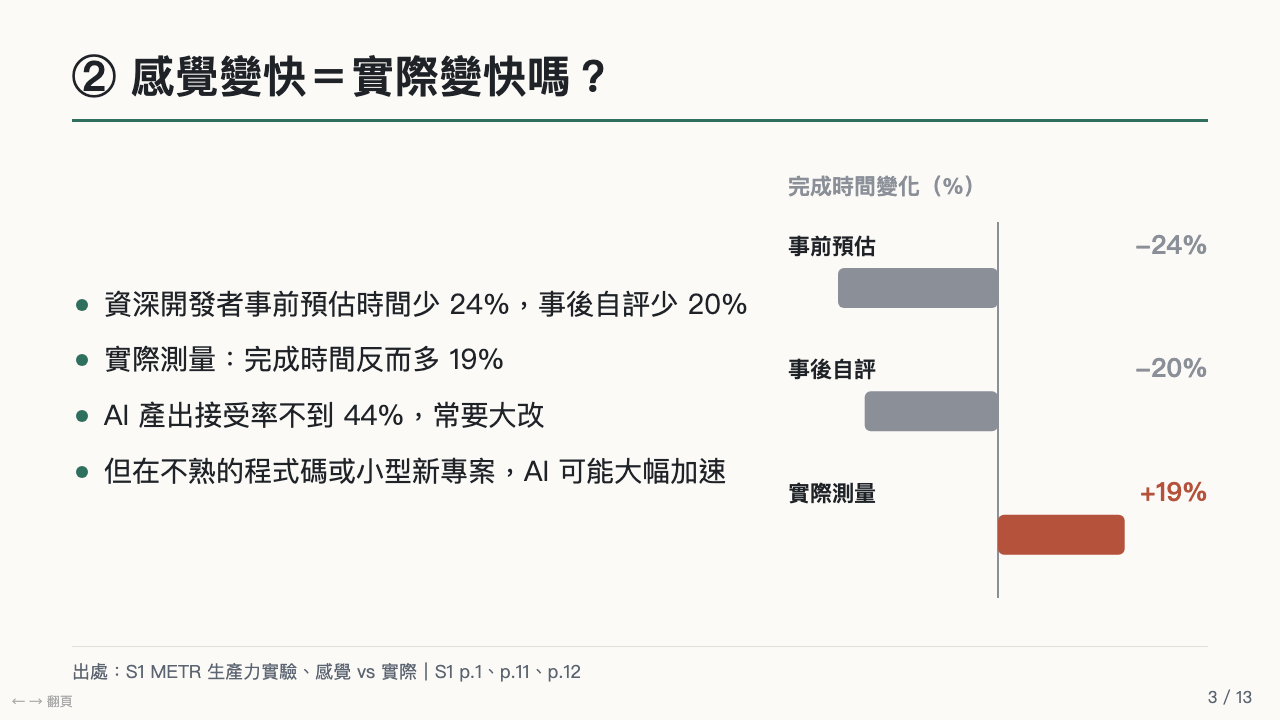 ② 感覺變快＝實際變快嗎？
資深開發者事前預估時間少 24%，事後自評少 20%
實際測量：完成時間反而多 19%
AI 產出接受率不到 44%，常要大改
但在不熟的程式碼或小型新專案，AI 可能大幅加速
完成時間變化（%）
事前預估 −24%
事後自評 −20%
實際測量 +19%
出處：S1 METR 生產力實驗、感覺 vs 實際｜S1 p.1、p.11、p.12
←→ 翻頁
3 / 13